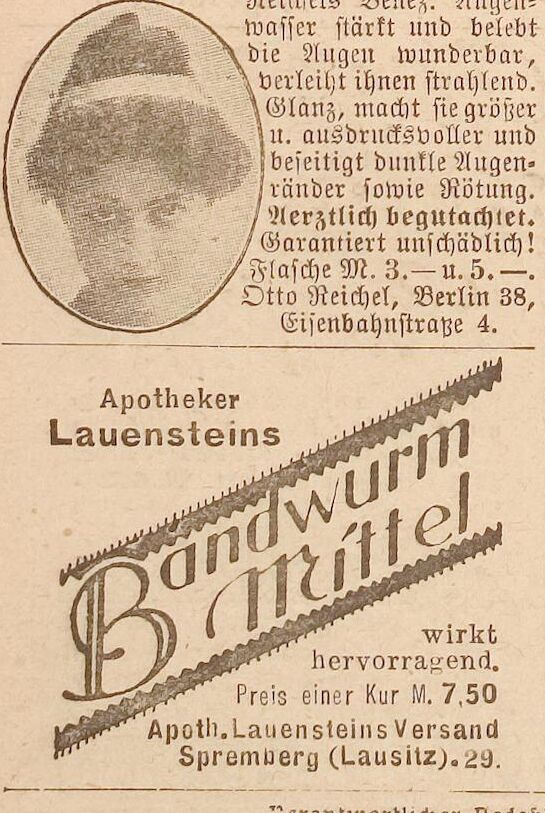 Benez. Augen-
wasser stärkt und belebt
die Augen wunderbar,
verleiht ihnen strahlend.
Glanz, macht sie größer
u. ausdrucksvoller und
beseitigt dunkle Augen-
ränder sowie Rötung.
Aerztlich begutachtet.
Garantiert unschädlich!
Flasche M. 3.— u. 5.—.
Otto Reichel, Berlin 38,
Eisenbahnstraße 4.
Apotheker
Lauensteins
Bandwurm
Mittel
wirkt
hervorragend.
Preis einer Kur M. 7,50
Apoth. Lauensteins Versand
Spremberg (Lausitz). 29.